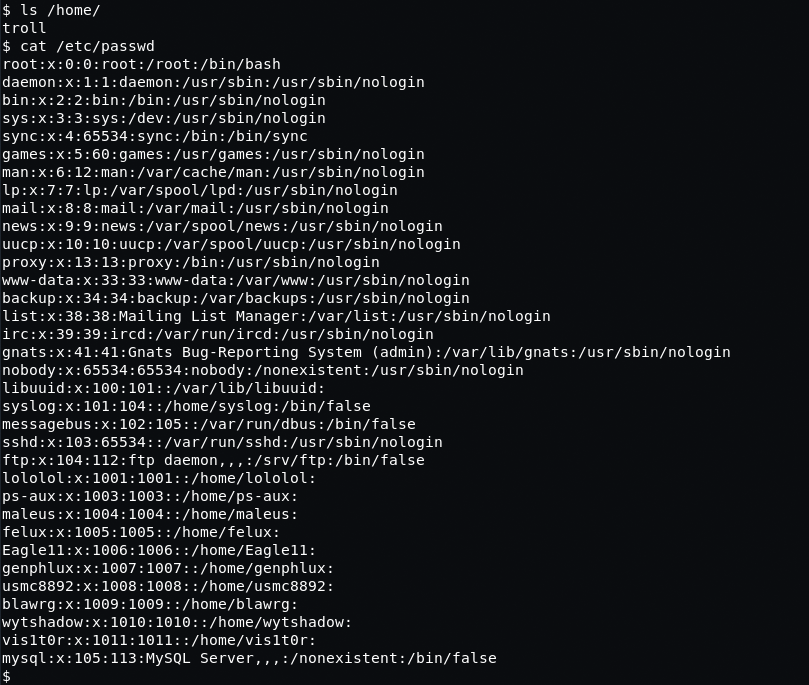 $ ls /home/
troll
$ cat /etc/passwd
root:x:0:0:root:/root:/bin/bash
daemon:x:1:1:daemon:/usr/sbin:/usr/sbin/nologin
bin:x:2:2:bin:/bin:/usr/sbin/nologin
sys:x:3:3:sys:/dev:/usr/sbin/nologin
sync:x:4:65534:sync:/bin:/bin/sync
games:x:5:60:games:/usr/games:/usr/sbin/nologin
man:x:6:12:man:/var/cache/man:/usr/sbin/nologin
lp:x:7:7:lp:/var/spool/lpd:/usr/sbin/nologin
mail:x:8:8:mail:/var/mail:/usr/sbin/nologin
news:x:9:9:news:/var/spool/news:/usr/sbin/nologin
uucp:x:10:10:uucp:/var/spool/uucp:/usr/sbin/nologin
proxy:x:13:13:proxy:/bin:/usr/sbin/nologin
www-data:x:33:33:www-data:/var/www:/usr/sbin/nologin
backup:x:34:34:backup:/var/backups:/usr/sbin/nologin
list:x:38:38:Mailing List Manager:/var/list:/usr/sbin/nologin
irc:x:39:39:ircd:/var/run/ircd:/usr/sbin/nologin
gnats:x:41:41:Gnats Bug-Reporting System (admin):/var/lib/gnats:/usr/sbin/nologin
nobody:x:65534:65534:nobody:/nonexistent:/usr/sbin/nologin
libuuid:x:100:101::/var/lib/libuuid:
syslog:x:101:104::/home/syslog:/bin/false
messagebus:x:102:105::/var/run/dbus:/bin/false
sshd:x:103:65534::/var/run/sshd:/usr/sbin/nologin
ftp:x:104:112:ftp daemon,,,:/srv/ftp:/bin/false
lololol:x:1001:1001::/home/lololol:
ps-aux:x:1003:1003::/home/ps-aux:
maleus:x:1004:1004::/home/maleus:
felux:x:1005:1005::/home/felux:
Eagle11:x:1006:1006::/home/Eagle11:
genphlux:x:1007:1007::/home/genphlux:
usmc8892:x:1008:1008::/home/usmc8892:
blawrg:x:1009:1009::/home/blawrg:
wytshadow:x:1010:1010::/home/wytshadow:
vis1t0r:x:1011:1011::/home/vis1t0r:
mysql:x:105:113:MySQL Server,,,:/nonexistent:/bin/false
$